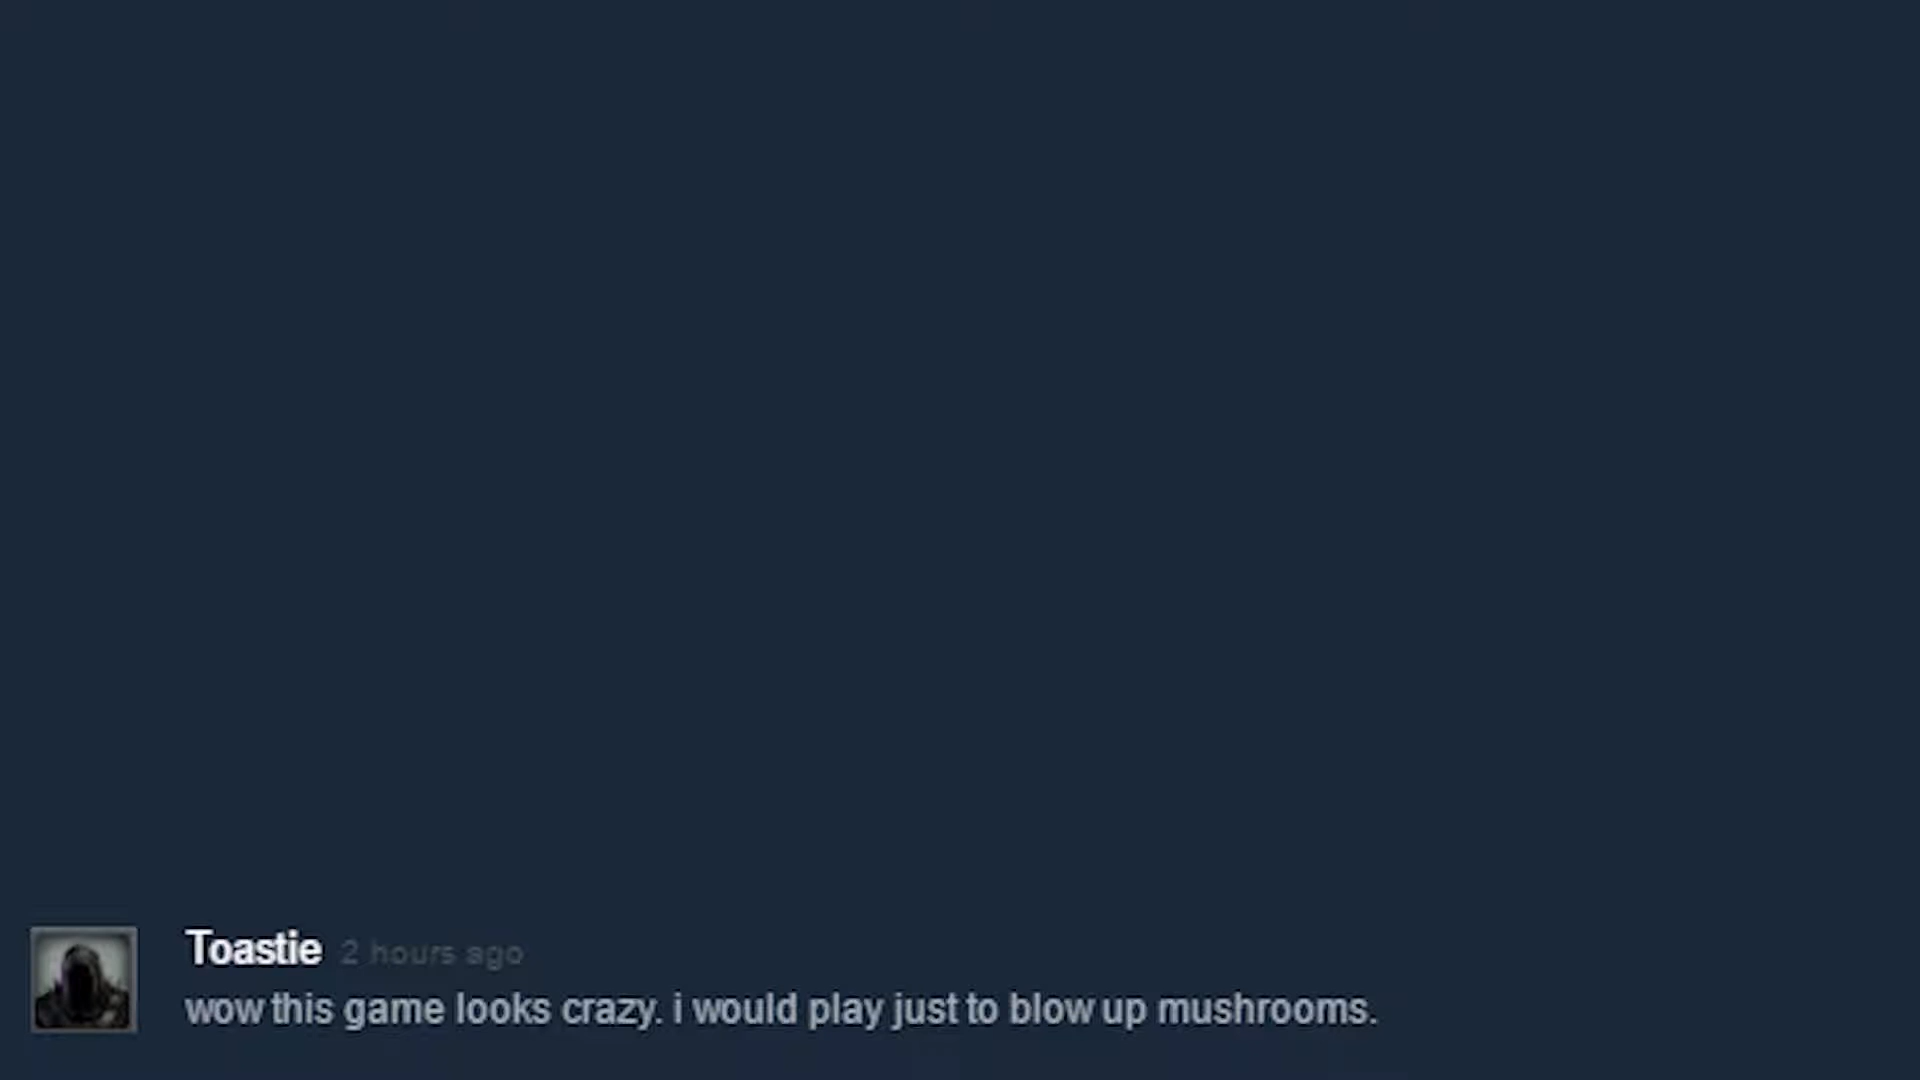 Toastie 2 hours ago
wow this game looks crazy. i would play just to blow up mushrooms.